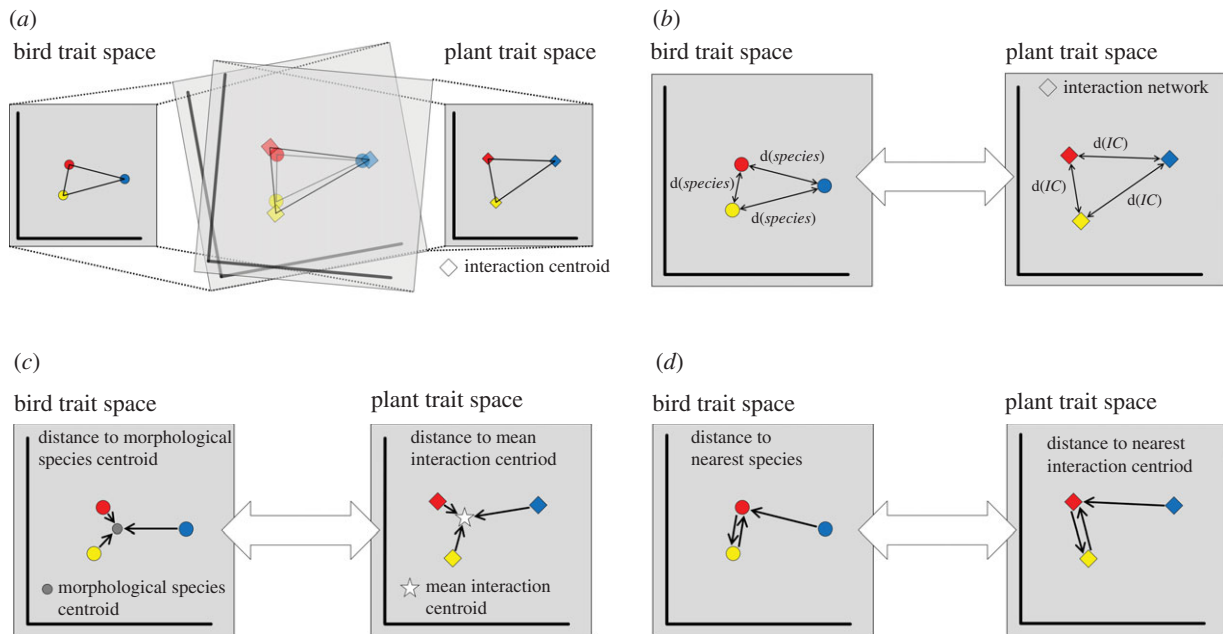 (a)
bird trait space
plant trait space
interaction centroid
(b)
bird trait space
plant trait space
interaction network
d(species)
d(species)
d(species)
d(IC)
d(IC)
d(IC)
(c)
bird trait space
plant trait space
distance to morphological
species centroid
morphological species
centroid
distance to mean
interaction centriod
mean interaction
centroid
(d)
bird trait space
plant trait space
distance to
nearest species
distance to nearest
interaction centriod